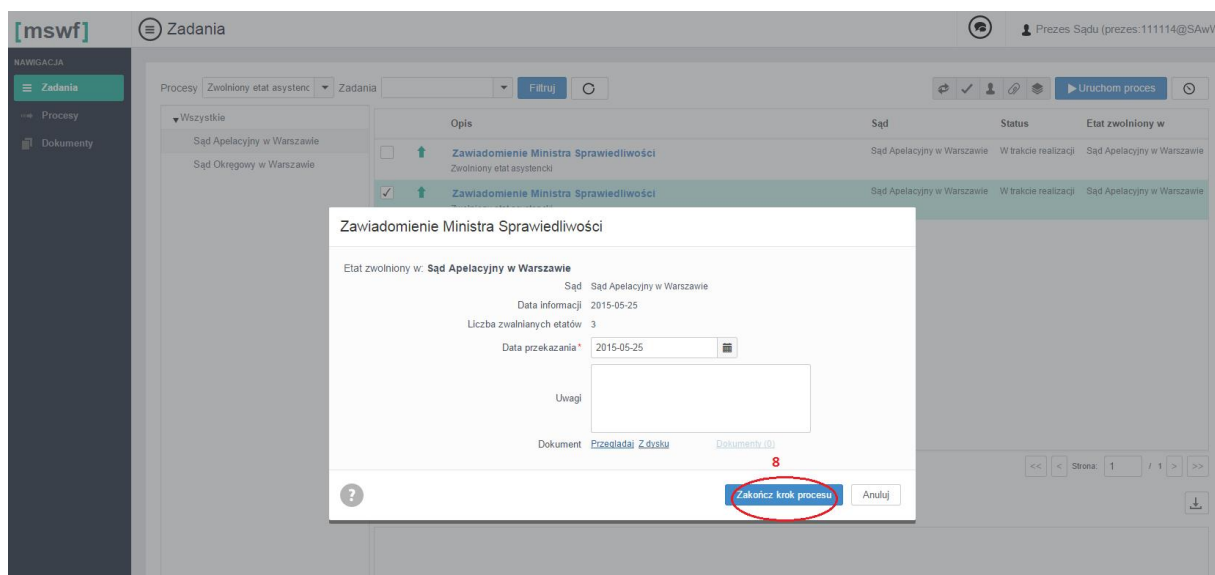 [mswf]
Zadania
Prezes Sądu (prezes.111114@SAwW
NAWIGACJA
Zadania
Procesy
Dokumenty
Procesy Zwolniony etat asystenc Zadania Filtruj Uruchom proces
Wszystkie
Sąd Apelacyjny w Warszawie
Sąd Okręgowy w Warszawie
Opis Sąd Status Etat zwolniony w
Zawiadomienie Ministra Sprawiedliwości Sąd Apelacyjny w Warszawie W trakcie realizacji Sąd Apelacyjny w Warszawie
Zwolniony etat asystencki
Zawiadomienie Ministra Sprawiedliwości Sąd Apelacyjny w Warszawie W trakcie realizacji Sąd Apelacyjny w Warszawie
Zawiadomienie Ministra Sprawiedliwości
Etat zwolniony w: Sąd Apelacyjny w Warszawie
Sąd Sąd Apelacyjny w Warszawie
Data informacji 2015-05-25
Liczba zwalnianych etatów 3
Data przekazania* 2015-05-25
Uwagi
Dokument Przeglądaj Z dysku Dokumenty (0)
8
Zakończ krok procesu Anuluj
<< < Strona: 1 / 1 > >>